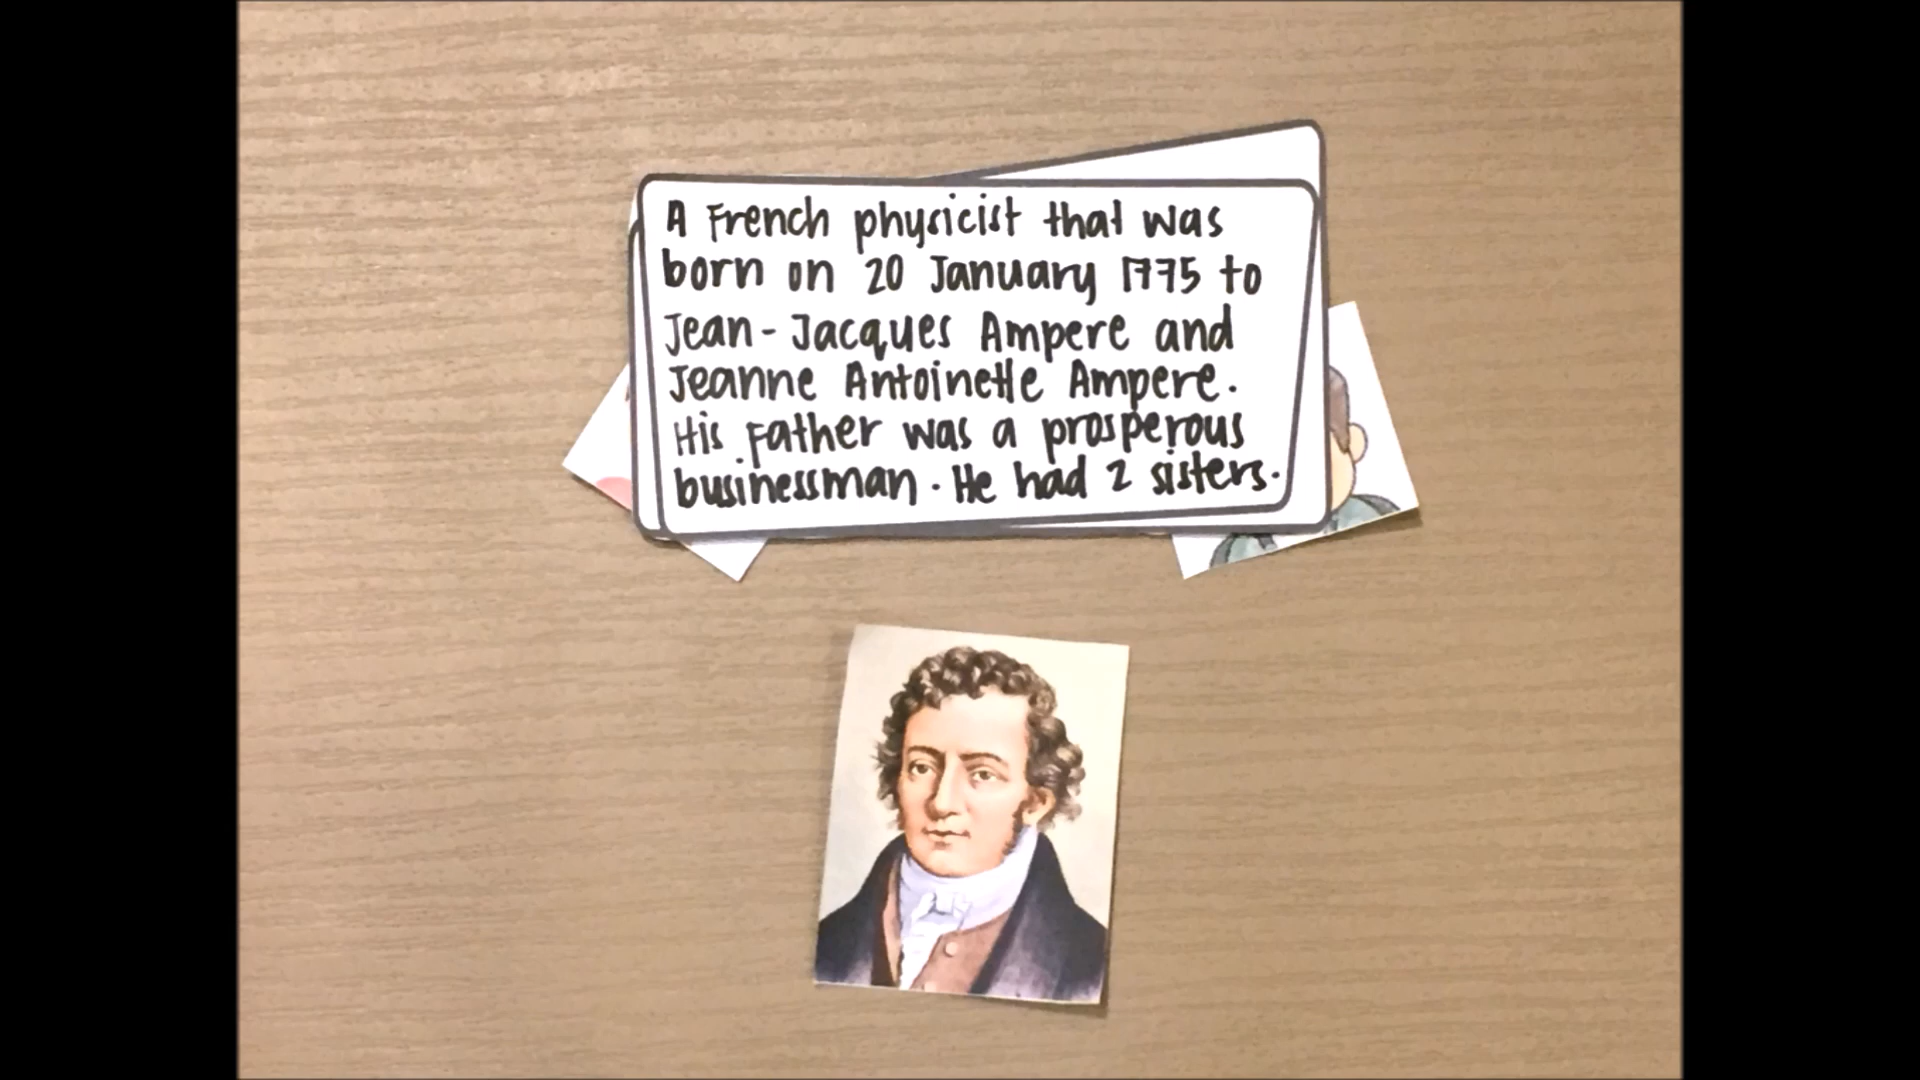 A French physicist that was
born on 20 January 1775 to
Jean-Jacques Ampere and
Jeanne Antoinette Ampere.
His Father was a prosperous
businessman. He had 2 sisters.